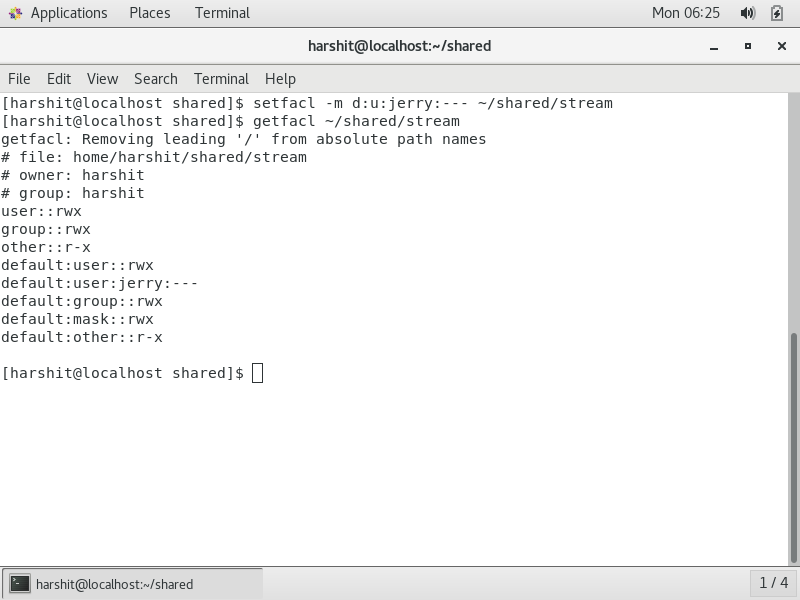 Applications Places Terminal Mon 06:25
harshit@localhost:~/shared
File Edit View Search Terminal Help
[harshit@localhost shared]$ setfacl -m d:u:jerry:--- ~/shared/stream
[harshit@localhost shared]$ getfacl ~/shared/stream
getfacl: Removing leading '/' from absolute path names
# file: home/harshit/shared/stream
# owner: harshit
# group: harshit
user::rwx
group::rwx
other::r-x
default:user::rwx
default:user:jerry:---
default:group::rwx
default:mask::rwx
default:other::r-x
[harshit@localhost shared]$
harshit@localhost:~/shared 1 / 4